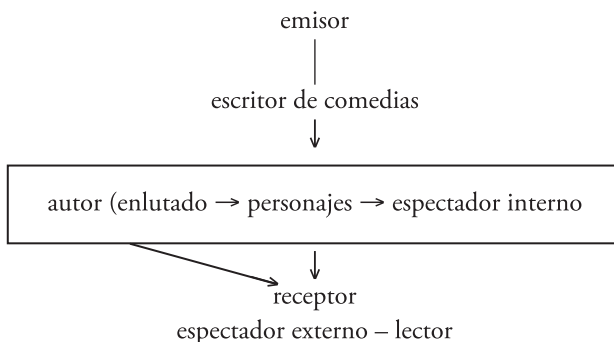 emisor
escritor de comedias
autor (enlutado → personajes → espectador interno
receptor
espectador externo – lector